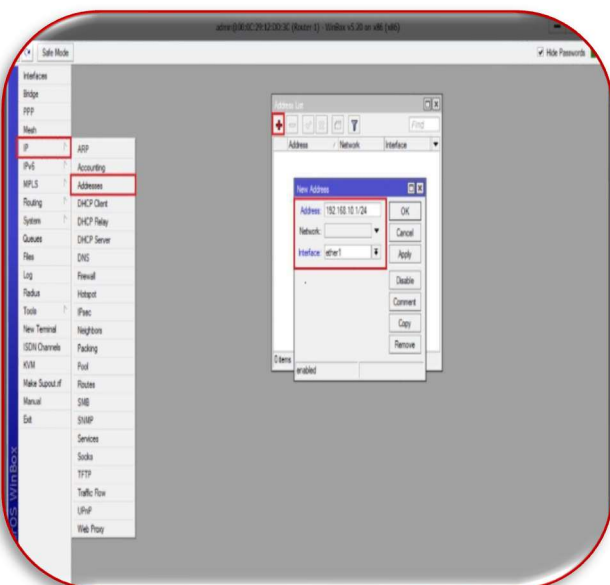 admin@00:0C:29:12:DD:3C (Router 1) - WinBox v5.20 on x86 (x86)
Safe Mode
Hide Passwords
Interfaces
Bridge
PPP
Mesh
IP
IPv6
MPLS
Routing
System
Queues
Files
Log
Radius
Tools
New Terminal
ISDN Channels
KVM
Make Supout.rif
Manual
Exit
ARP
Accounting
Addresses
DHCP Client
DHCP Relay
DHCP Server
DNS
Firewall
Hotspot
IPsec
Neighbors
Packing
Pool
Routes
SMB
SNMP
Services
Socks
TFTP
Traffic Flow
UPnP
Web Proxy
Address List
Find
Address / Network Interface
New Address
Address: 192.168.10.1/24
OK
Network:
Cancel
Interface: ether1
Apply
Disable
Comment
Copy
Remove
0 items
enabled
OS WinBox